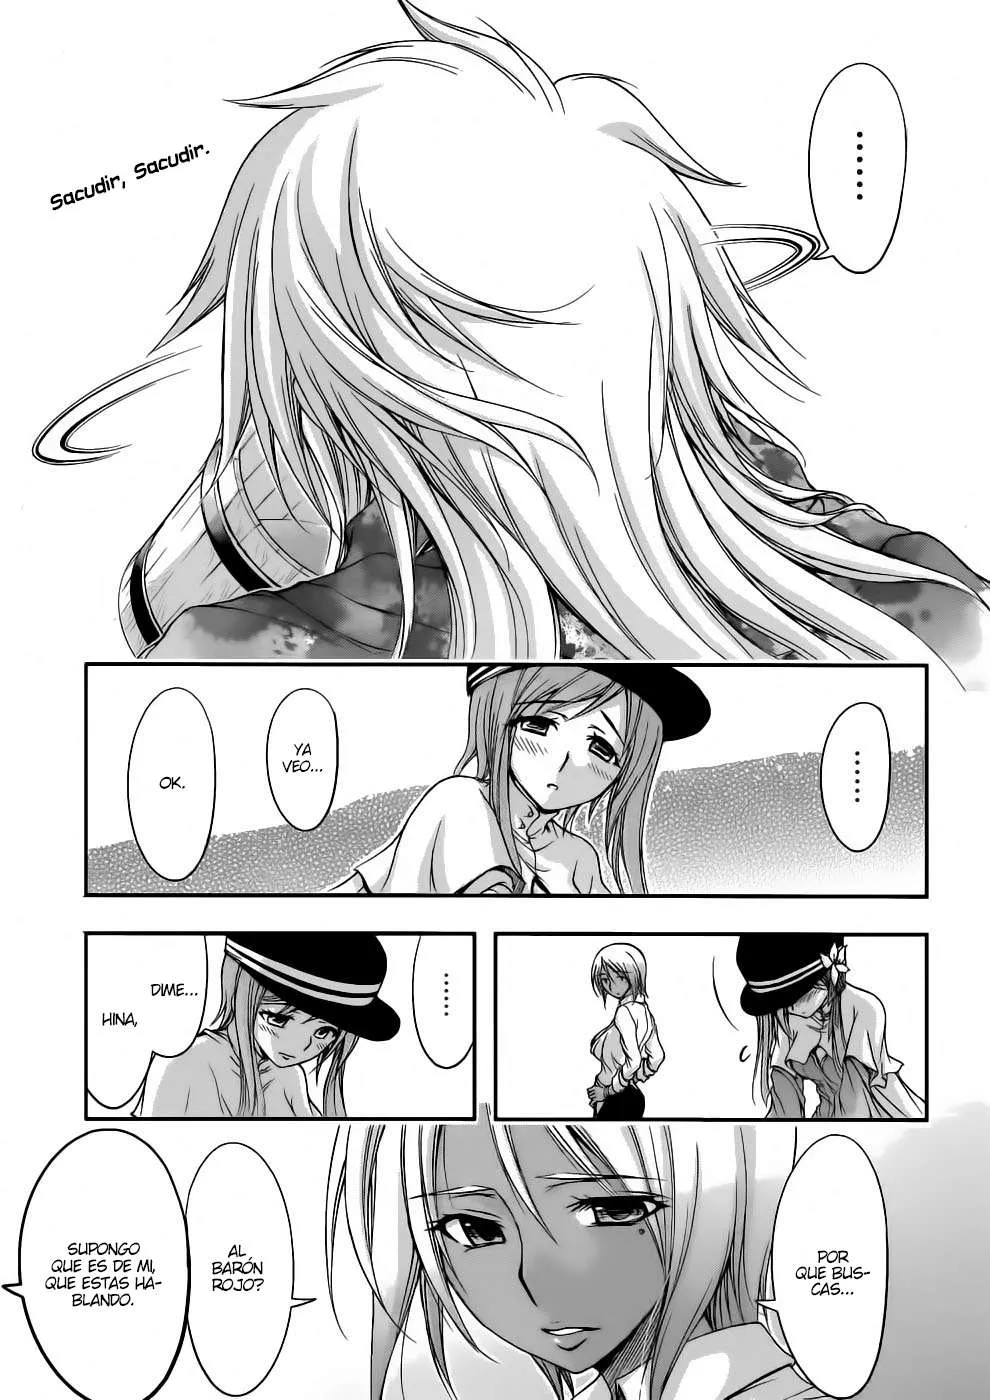 Sacudir, Sacudir.
.......
.......
YA
VEO...
OK.
.......
DIME...
HINA,
POR
QUE BUS-
CAS...
AL
BARÓN
ROJO?
SUPONGO
QUE ES DE MI,
QUE ESTAS HA-
BLANDO.